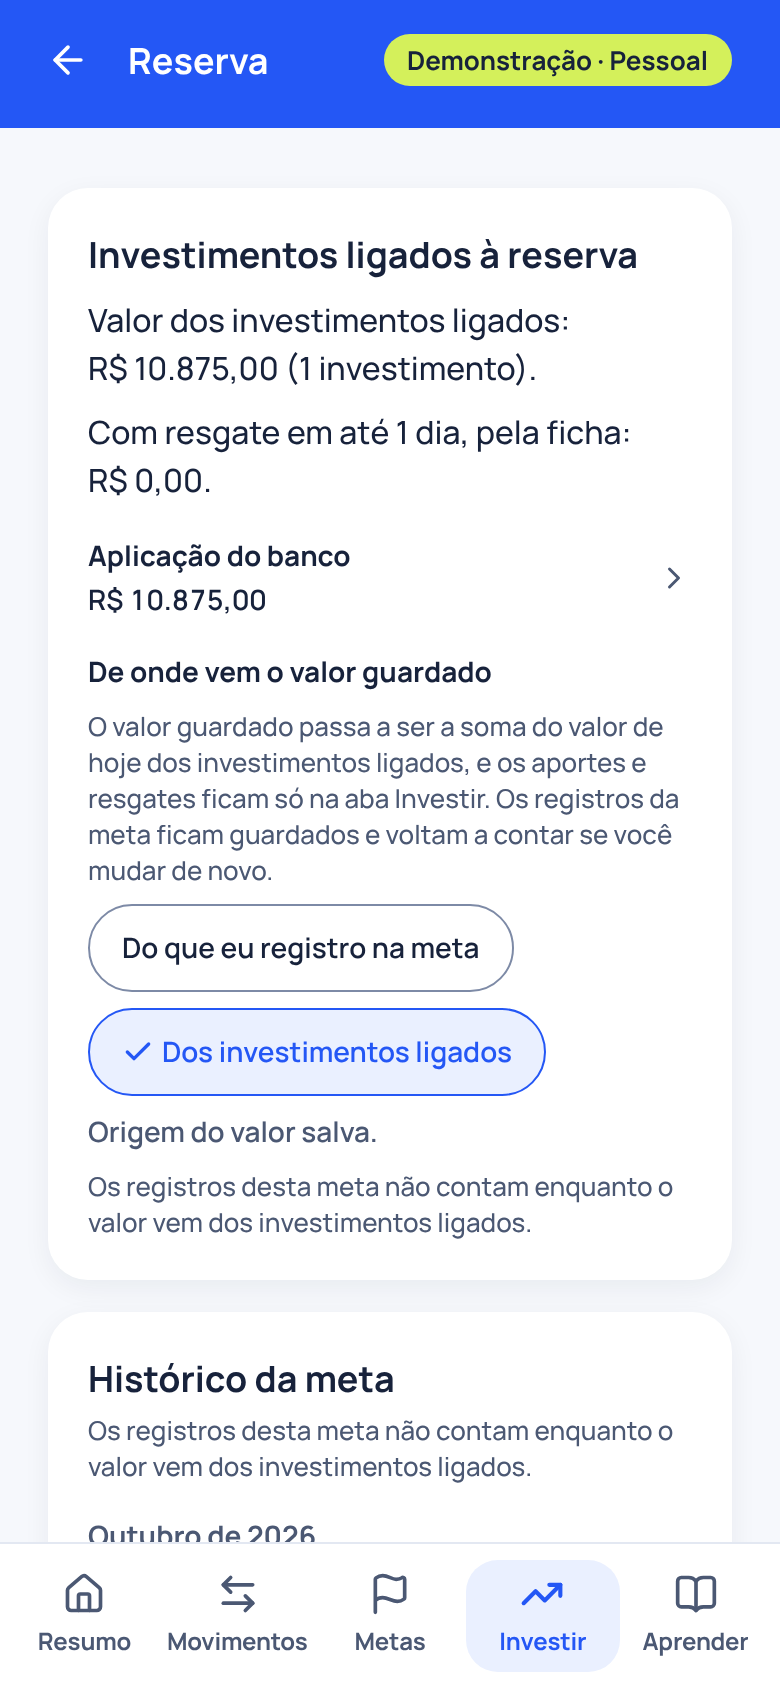 Reserva
Demonstração · Pessoal
Investimentos ligados à reserva
Valor dos investimentos ligados:
R$ 10.875,00 (1 investimento).
Com resgate em até 1 dia, pela ficha:
R$ 0,00.
Aplicação do banco
R$ 10.875,00
De onde vem o valor guardado
O valor guardado passa a ser a soma do valor de
hoje dos investimentos ligados, e os aportes e
resgates ficam só na aba Investir. Os registros da
meta ficam guardados e voltam a contar se você
mudar de novo.
Do que eu registro na meta
Dos investimentos ligados
Origem do valor salva.
Os registros desta meta não contam enquanto o
valor vem dos investimentos ligados.
Histórico da meta
Os registros desta meta não contam enquanto o
valor vem dos investimentos ligados.
Outubro de 2026
Resumo
Movimentos
Metas
Investir
Aprender